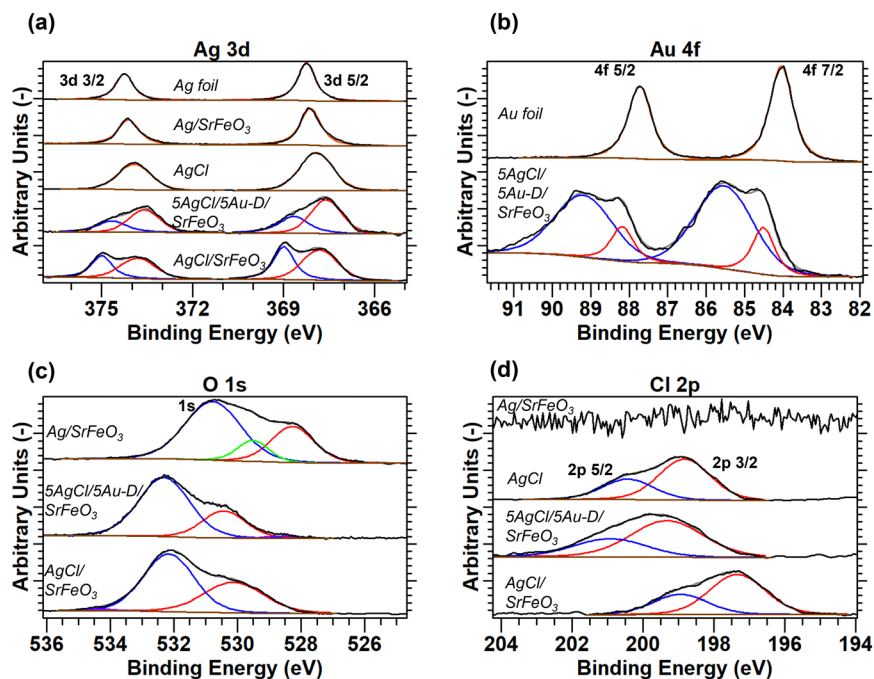 (a)
Ag 3d
Arbitrary Units (-)
3d 3/2
3d 5/2
Ag foil
Ag/SrFeO3
AgCl
5AgCl/5Au-D/
SrFeO3
AgCl/SrFeO3
375
372
369
366
Binding Energy (eV)
(b)
Au 4f
Arbitrary Units (-)
4f 5/2
4f 7/2
Au foil
5AgCl/
5Au-D/
SrFeO3
91
90
89
88
87
86
85
84
83
82
Binding Energy (eV)
(c)
O 1s
Arbitrary Units (-)
1s
Ag/SrFeO3
5AgCl/5Au-D/
SrFeO3
AgCl/
SrFeO3
536
534
532
530
528
526
Binding Energy (eV)
(d)
Cl 2p
Arbitrary Units (-)
Ag/SrFeO3
AgCl
2p 5/2
2p 3/2
5AgCl/5Au-D/
SrFeO3
AgCl/
SrFeO3
204
202
200
198
196
194
Binding Energy (eV)